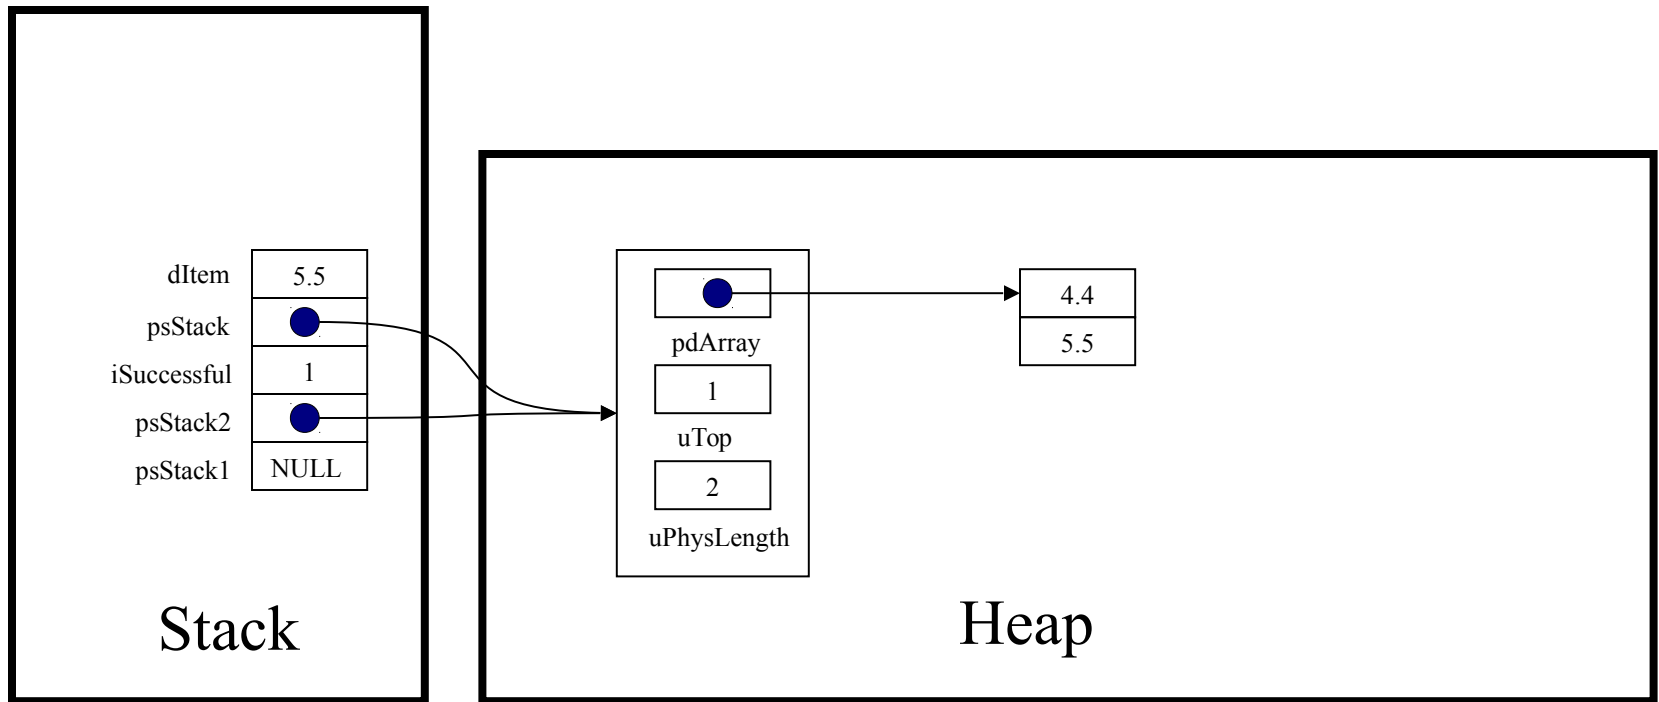 dItem 5.5
psStack
iSuccessful 1
psStack2
psStack1 NULL
Stack
pdArray
1
uTop
2
uPhysLength
4.4
5.5
Heap